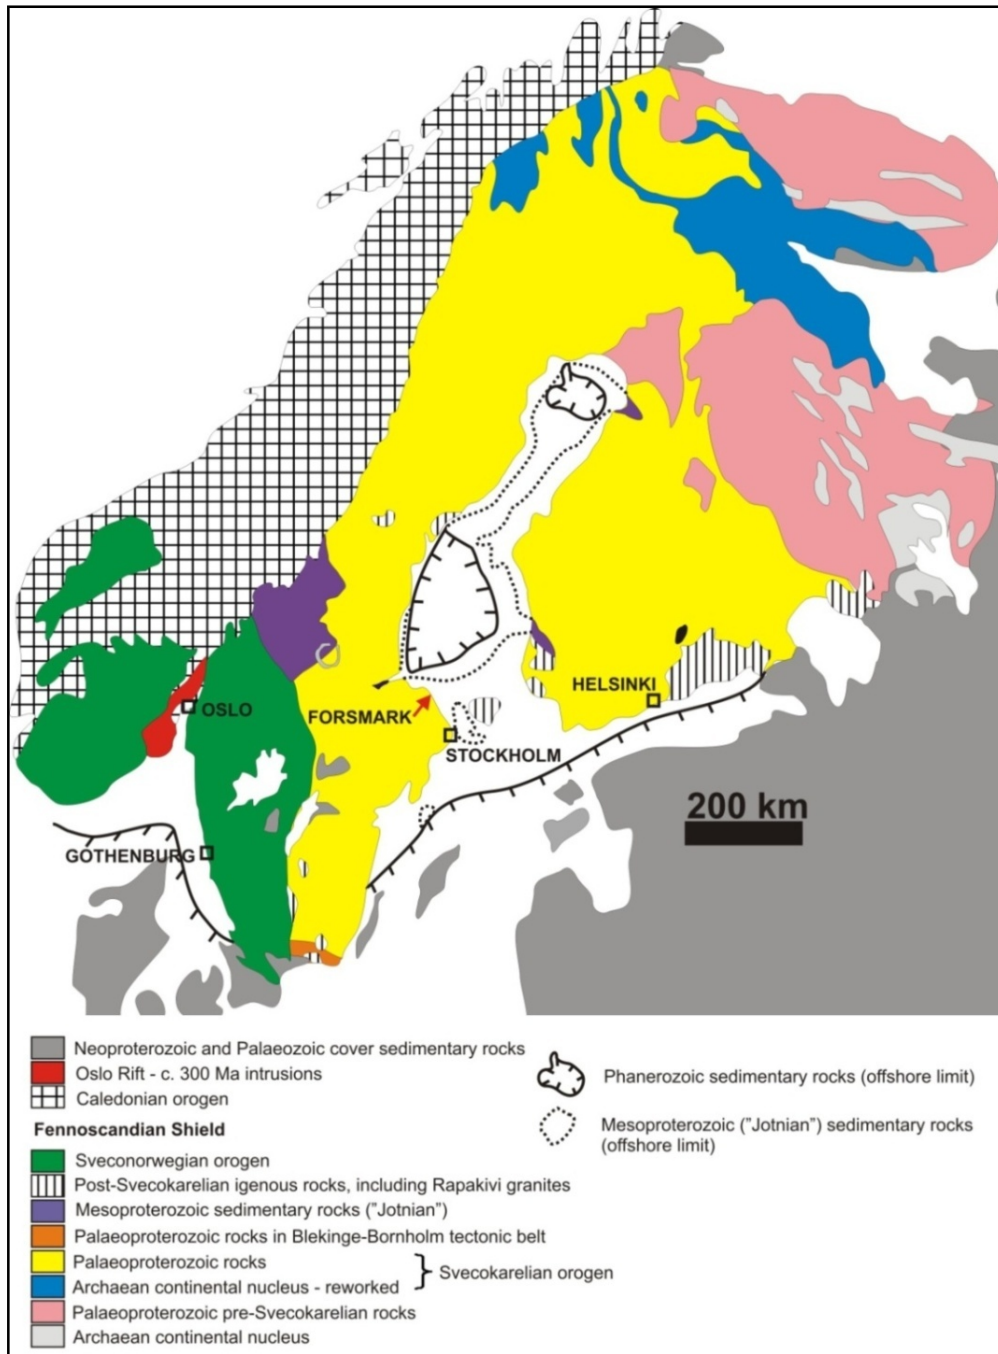 OSLO
FORSMARK
HELSINKI
STOCKHOLM
200 km
GOTHENBURG
Neoproterozoic and Palaeozoic cover sedimentary rocks
Oslo Rift - c. 300 Ma intrusions
Caledonian orogen
Fennoscandian Shield
Sveconorwegian orogen
Post-Svecokarelian igenous rocks, including Rapakivi granites
Mesoproterozoic sedimentary rocks ("Jotnian")
Palaeoproterozoic rocks in Blekinge-Bornholm tectonic belt
Palaeoproterozoic rocks
Archaean continental nucleus - reworked
Svecokarelian orogen
Palaeoproterozoic pre-Svecokarelian rocks
Archaean continental nucleus
Phanerozoic sedimentary rocks (offshore limit)
Mesoproterozoic ("Jotnian") sedimentary rocks
(offshore limit)